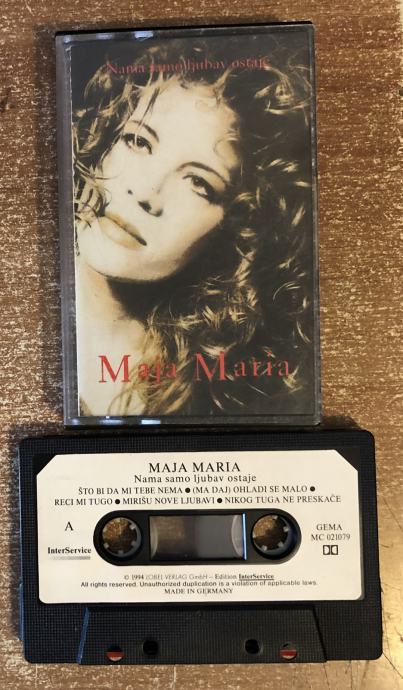 Nama samo ljubav ostaje
Maja Maria
MAJA MARIA
Nama samo ljubav ostaje
ŠTO BI DA MI TEBE NEMA ● (MA DAJ) OHLADI SE MALO ●
RECI MI TUGO ● MIRIŠU NOVE LJUBAVI ● NIKOG TUGA NE PRESKAČE
A
GEMA
MC 021079
InterService
© 1994 LOBEL VERLAG GmbH – Edition InterService
All rights reserved. Unauthorized duplication is a violation of applicable laws.
MADE IN GERMANY